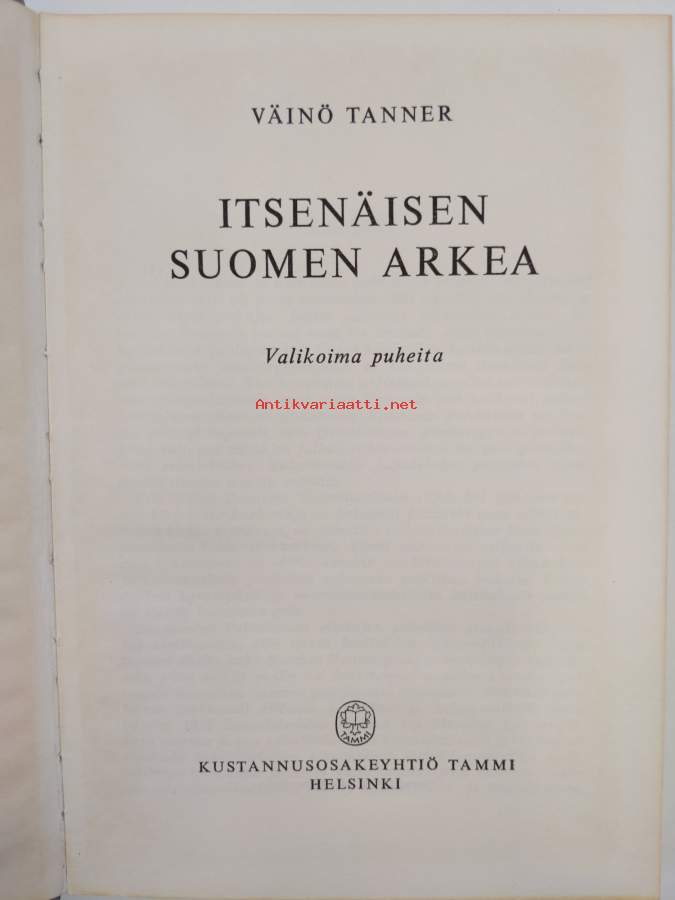 VÄINÖ TANNER
ITSENÄISEN
SUOMEN ARKEA
Valikoima puheita
Antikvariaatti.net
TAMMI
KUSTANNUSOSAKEYHTIÖ TAMMI
HELSINKI